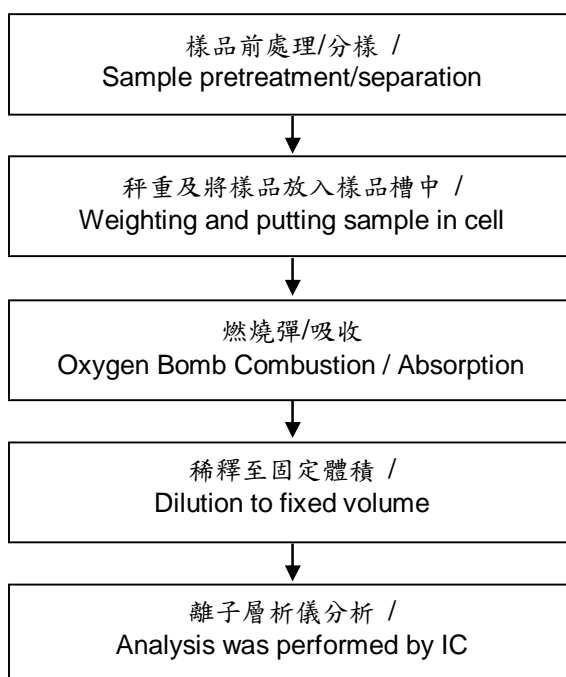 樣品前處理/分樣 /
Sample pretreatment/separation
秤重及將樣品放入樣品槽中 /
Weighting and putting sample in cell
燃燒彈/吸收
Oxygen Bomb Combustion / Absorption
稀釋至固定體積 /
Dilution to fixed volume
離子層析儀分析 /
Analysis was performed by IC